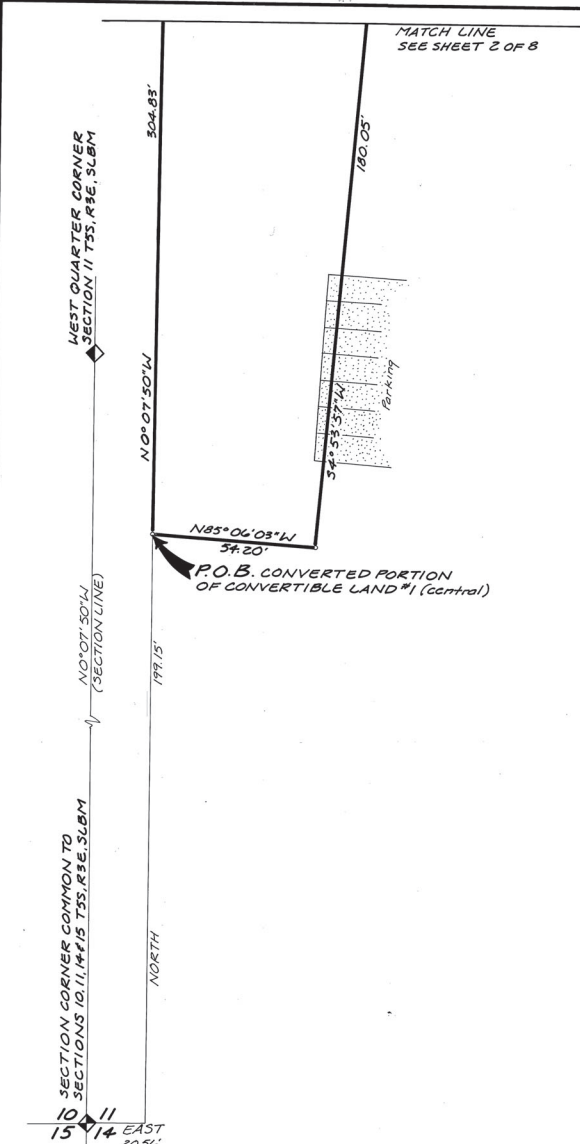 MATCH LINE
SEE SHEET 2 OF 8
304.83'
180.05'
WEST QUARTER CORNER
SECTION 11 T5S, R3E, SLBM
N0°07'50"W
Parking
S4°53'57"W
N85°06'03"W
54.20'
P.O.B. CONVERTED PORTION
OF CONVERTIBLE LAND #1 (central)
N0°07'50"W
(SECTION LINE)
199.15'
SECTION CORNER COMMON TO
SECTIONS 10,11,14&15 T5S,R3E,SLBM
NORTH
10 11
15 14 EAST